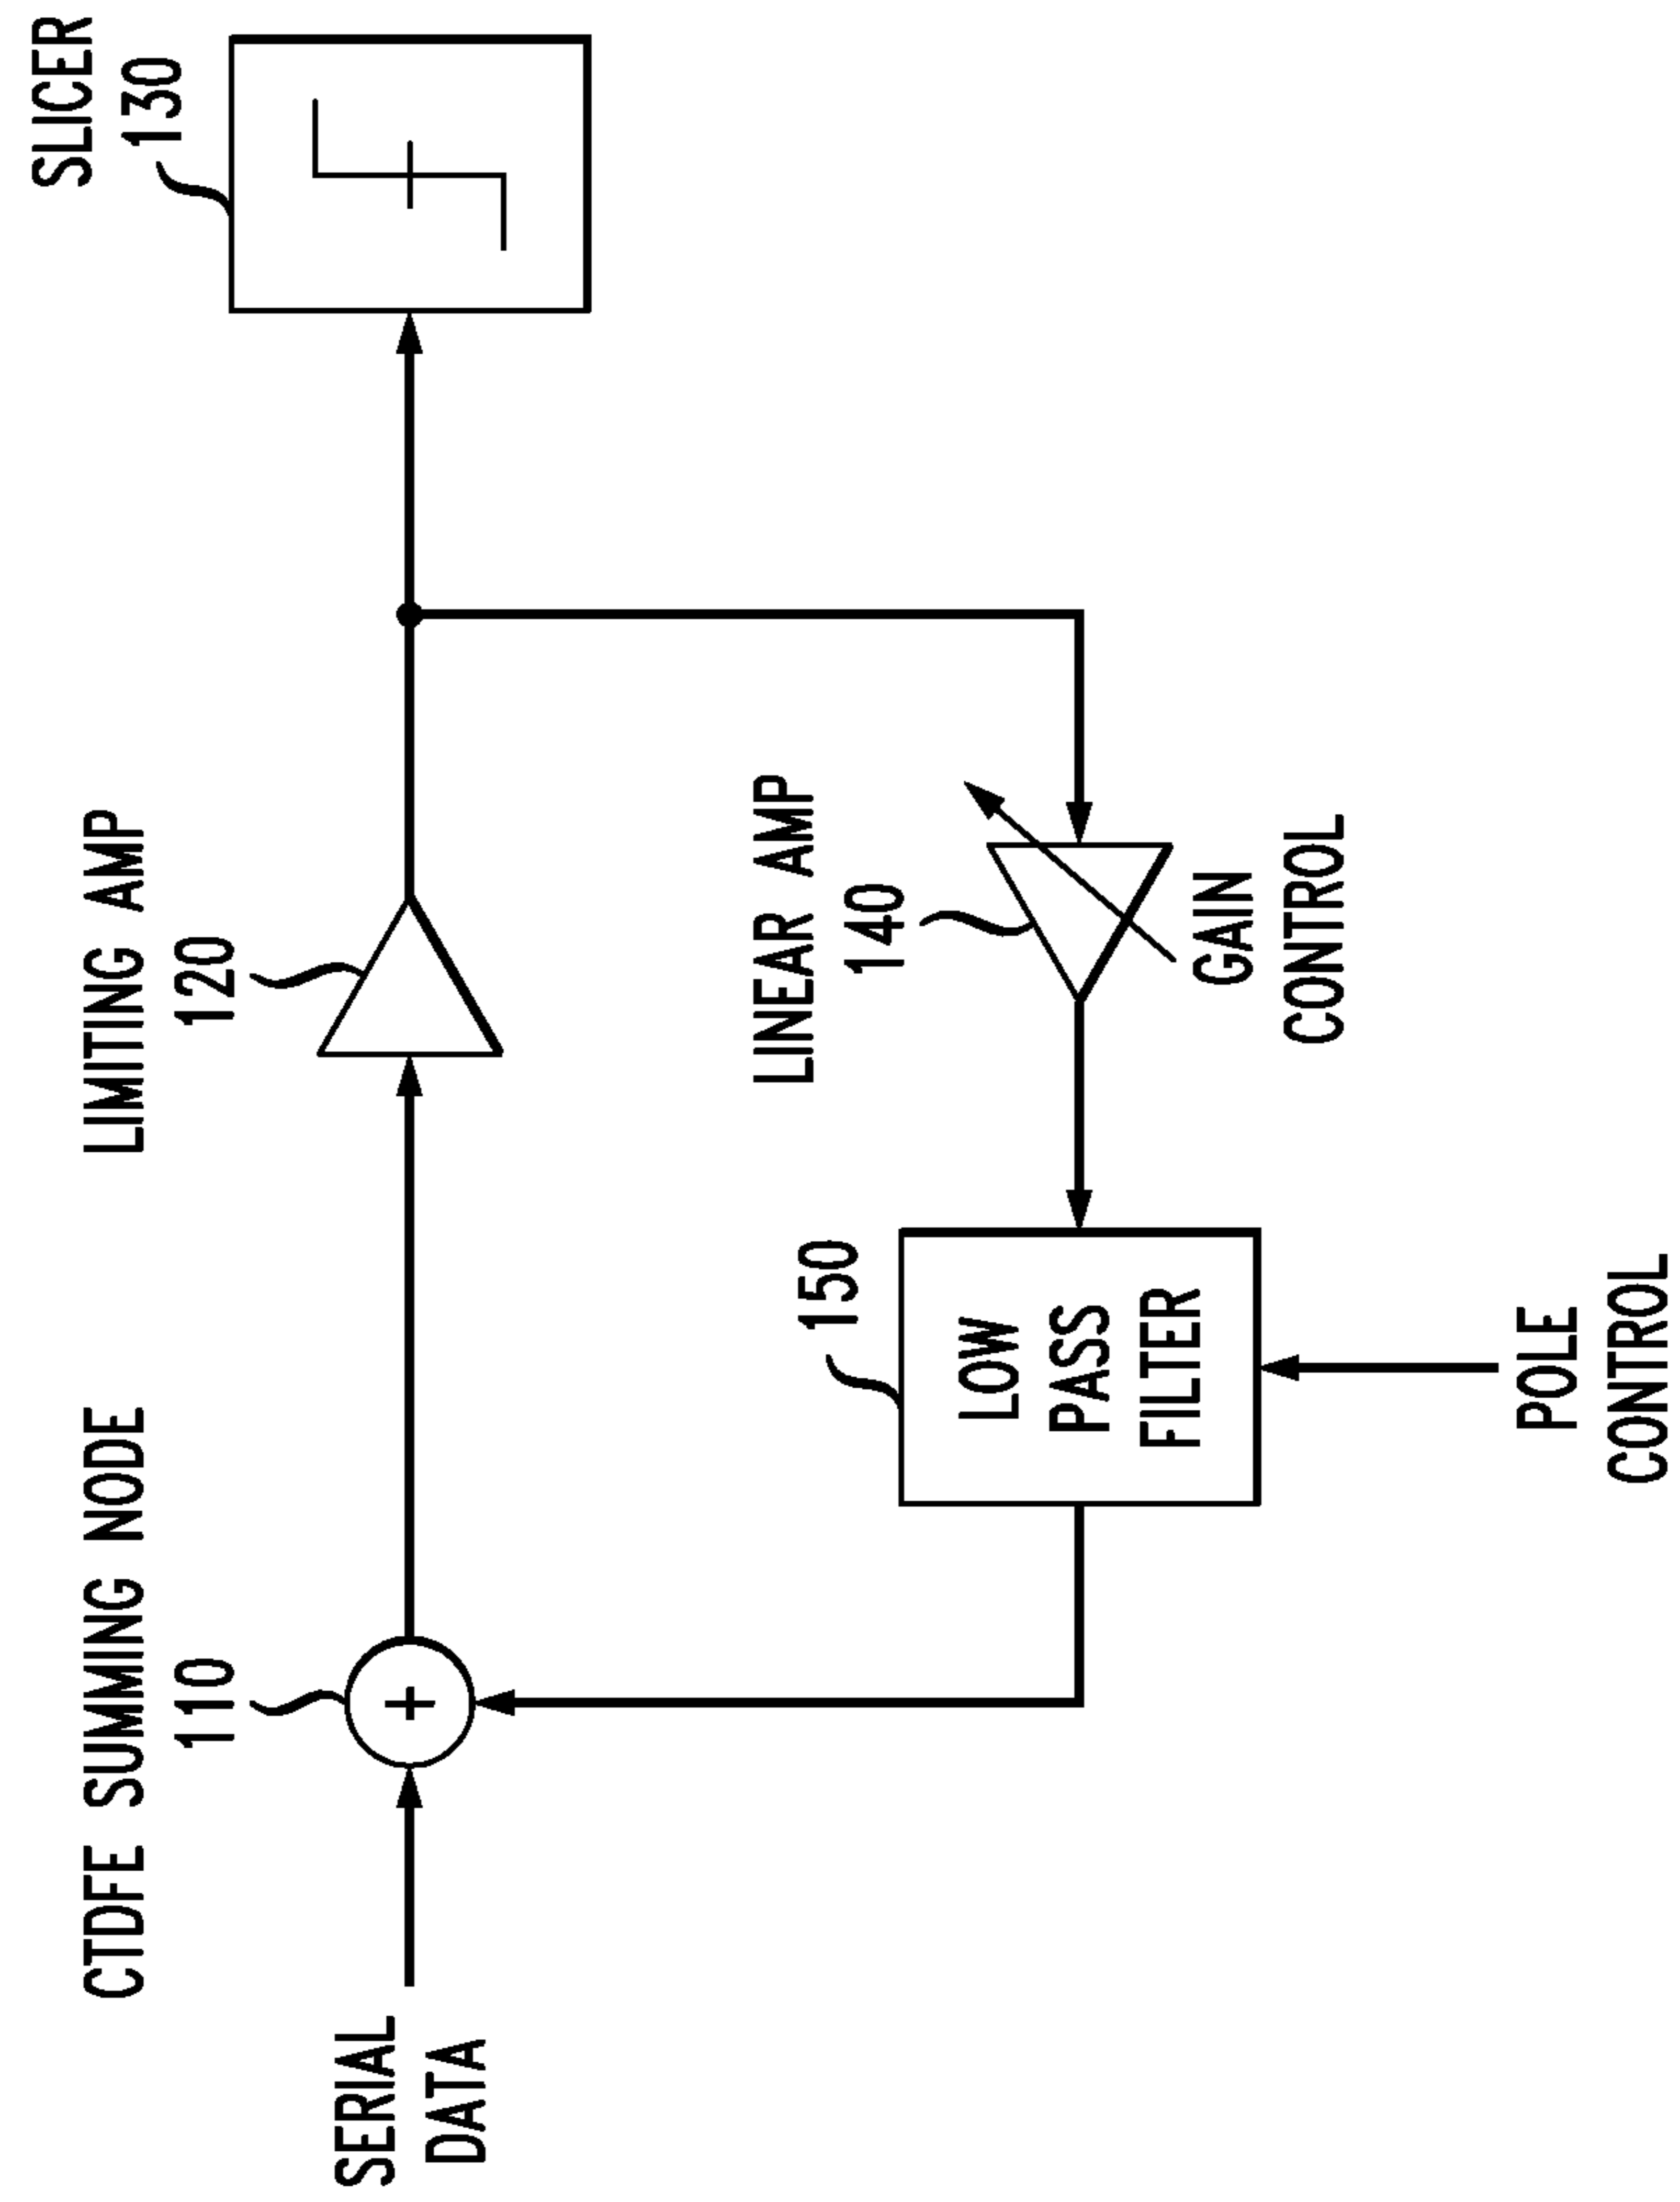 CTDFE SUMMING NODE
110
LIMITING AMP
120
SLICER
130
SERIAL
DATA
+
LINEAR AMP
140
GAIN
CONTROL
150
LOW
PASS
FILTER
POLE
CONTROL